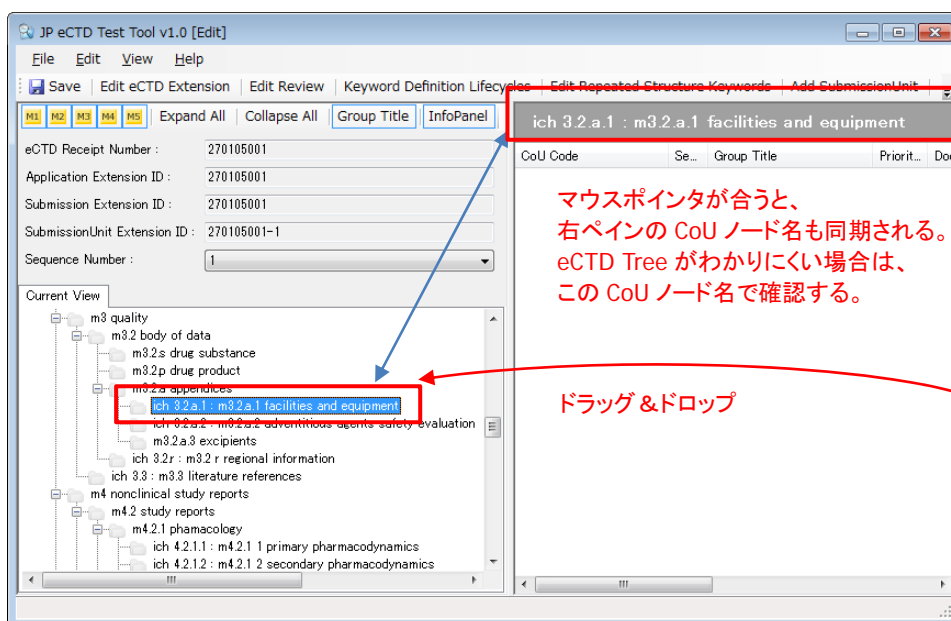 JP eCTD Test Tool v1.0 [Edit]
File Edit View Help
Save Edit eCTD Extension Edit Review Keyword Definition Lifecycles Edit Repeated Structure Keywords Add SubmissionUnit
M1 M2 M3 M4 M5 Expand All Collapse All Group Title InfoPanel
ich 3.2.a.1 : m3.2.a.1 facilities and equipment
eCTD Receipt Number : 270105001
CoU Code Se... Group Title Priorit... Do
Application Extension ID : 270105001
Submission Extension ID : 270105001
SubmissionUnit Extension ID : 270105001-1
Sequence Number : 1
マウスポインタが合うと、
右ペインの CoU ノード名も同期される。
eCTD Tree がわかりにくい場合は、
この CoU ノード名で確認する。
Current View
m3 quality
m3.2 body of data
m3.2.s drug substance
m3.2.p drug product
m3.2.a appendices
ich 3.2.a.1 : m3.2.a.1 facilities and equipment
ich 3.2.a.2 : m3.2.a.2 adventitious agents safety evaluation
m3.2.a.3 excipients
ich 3.2.r : m3.2 r regional information
ich 3.3 : m3.3 literature references
m4 nonclinical study reports
m4.2 study reports
m4.2.1 phamacology
ich 4.2.1.1 : m4.2.1 1 primary pharmacodynamics
ich 4.2.1.2 : m4.2.1 2 secondary pharmacodynamics
ドラッグ＆ドロップ